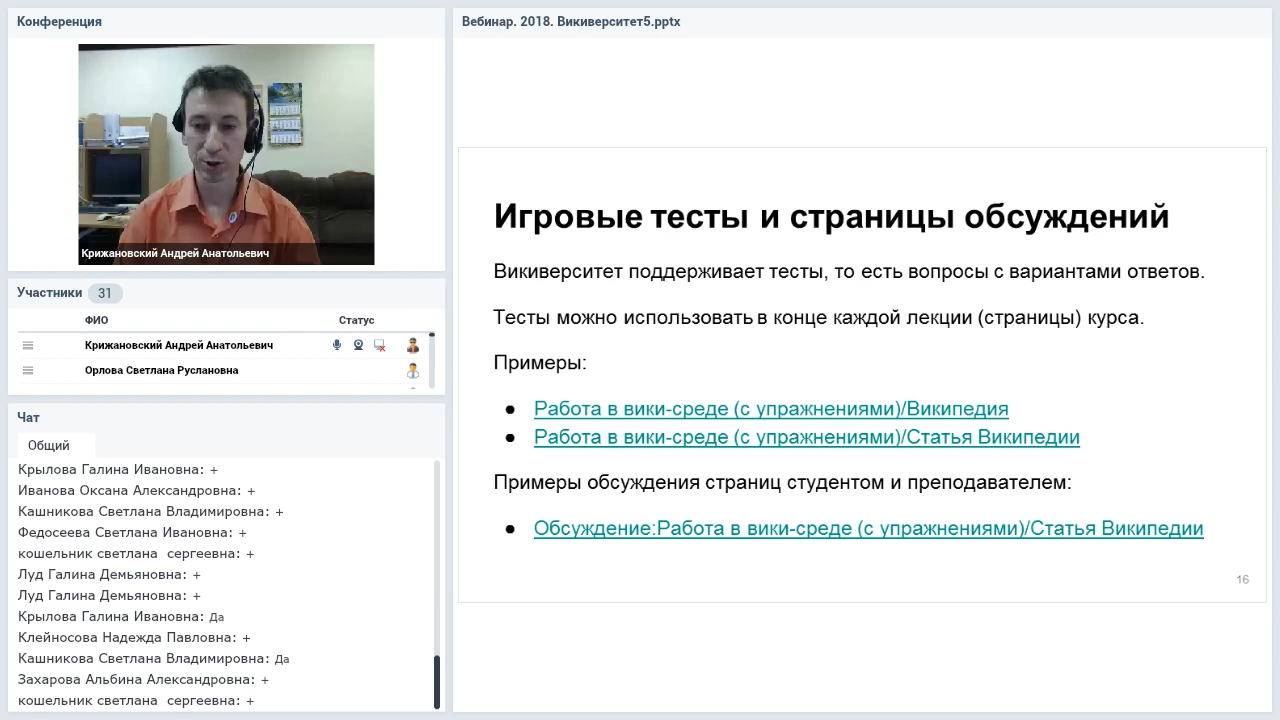 Конференция
Крижановский Андрей Анатольевич
Участники 31
ФИО Статус
Крижановский Андрей Анатольевич
Орлова Светлана Руслановна
Чат
Общий
Крылова Галина Ивановна: +
Иванова Оксана Александровна: +
Кашникова Светлана Владимировна: +
Федосеева Светлана Ивановна: +
кошельник светлана сергеевна: +
Луд Галина Демьяновна: +
Луд Галина Демьяновна: +
Крылова Галина Ивановна: Да
Клейносова Надежда Павловна: +
Кашникова Светлана Владимировна: Да
Захарова Альбина Александровна: +
кошельник светлана сергеевна: +
Вебинар. 2018. Викиверситет5.pptx
Игровые тесты и страницы обсуждений
Викиверситет поддерживает тесты, то есть вопросы с вариантами ответов.
Тесты можно использовать в конце каждой лекции (страницы) курса.
Примеры:
● Работа в вики-среде (с упражнениями)/Википедия
● Работа в вики-среде (с упражнениями)/Статья Википедии
Примеры обсуждения страниц студентом и преподавателем:
● Обсуждение:Работа в вики-среде (с упражнениями)/Статья Википедии
16